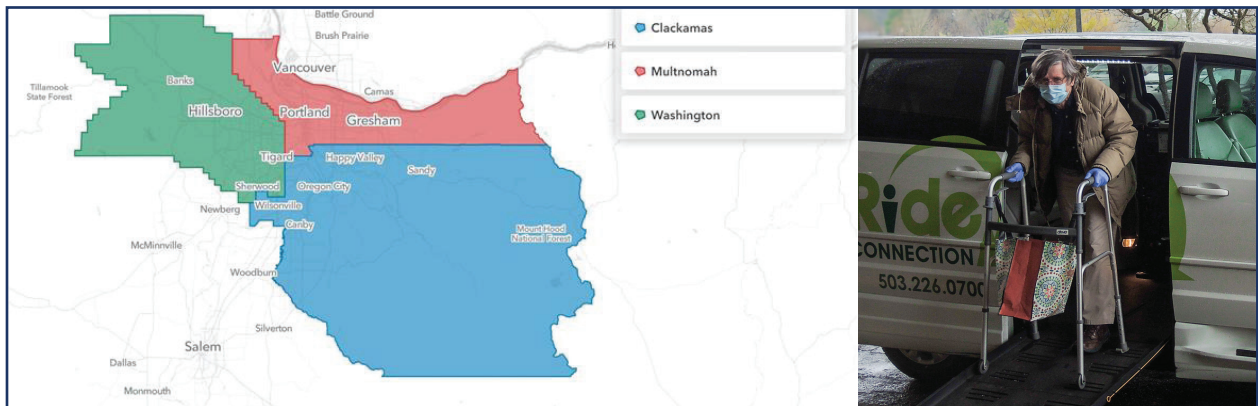 Battle Ground
Brush Prairie
Clackamas
Multnomah
Washington
Vancouver
Camas
Tillamook
State Forest
Banks
Hillsboro
Portland
Gresham
Tigard
Happy Valley
Sandy
Sherwood
Oregon City
Newberg
Wilsonville
Canby
Mount Hood
National Forest
McMinnville
Woodburn
Silverton
Salem
Dallas
Monmouth
Ride
CONNECTION
503.226.0700